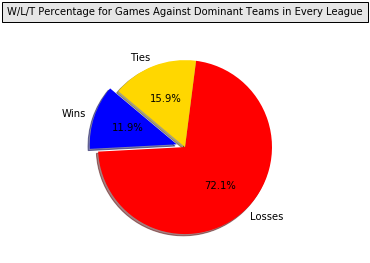 W/L/T Percentage for Games Against Dominant Teams in Every League
Ties
15.9%
Wins
11.9%
72.1%
Losses